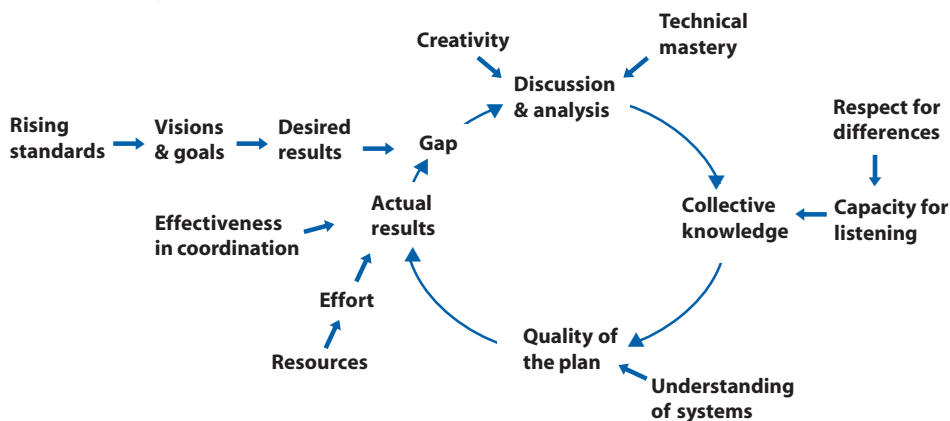 Creativity
Technical
mastery
Discussion
& analysis
Rising
standards
Visions
& goals
Desired
results
Gap
Respect for
differences
Actual
results
Effectiveness
in coordination
Collective
knowledge
Capacity for
listening
Effort
Resources
Quality of
the plan
Understanding
of systems